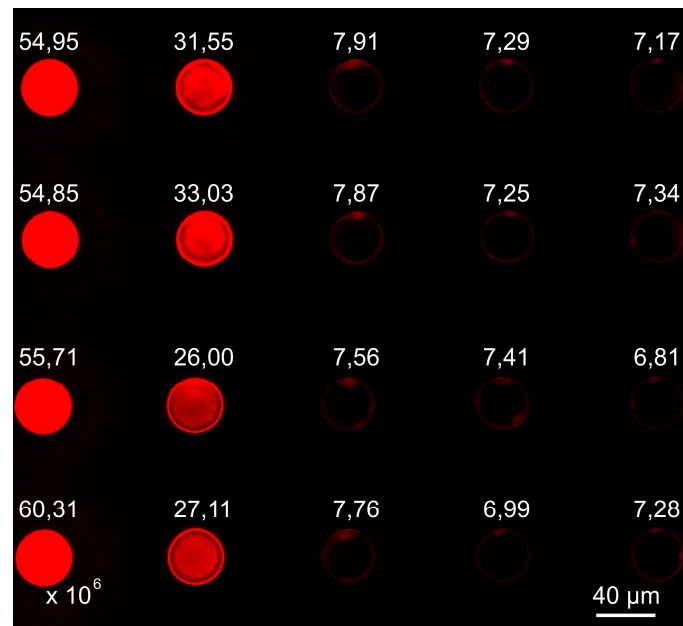 54,95 31,55 7,91 7,29 7,17
54,85 33,03 7,87 7,25 7,34
55,71 26,00 7,56 7,41 6,81
60,31 27,11 7,76 6,99 7,28
x 10⁶ 40 µm